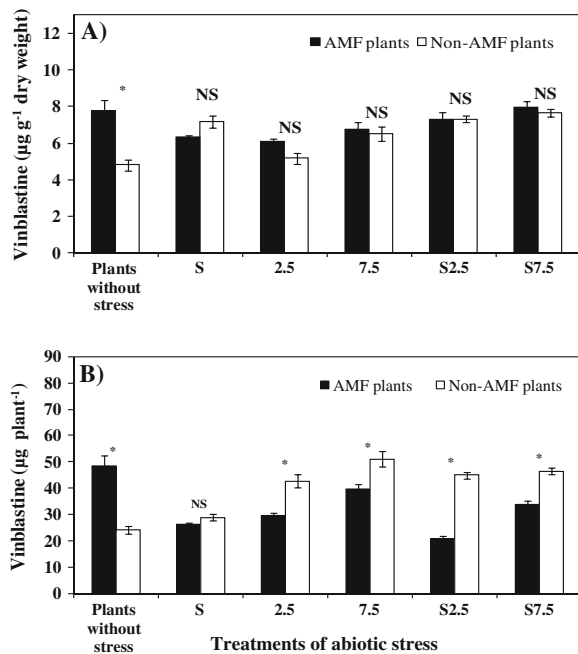 A)
AMF plants
Non-AMF plants
Vinblastine (µg g⁻¹ dry weight)
12
10
8
6
4
2
0
*
NS
NS
NS
NS
NS
Plants without stress
S
2.5
7.5
S2.5
S7.5
B)
AMF plants
Non-AMF plants
Vinblastine (µg plant⁻¹)
90
80
70
60
50
40
30
20
10
0
*
NS
*
*
*
*
Plants without stress
S
2.5
7.5
S2.5
S7.5
Treatments of abiotic stress